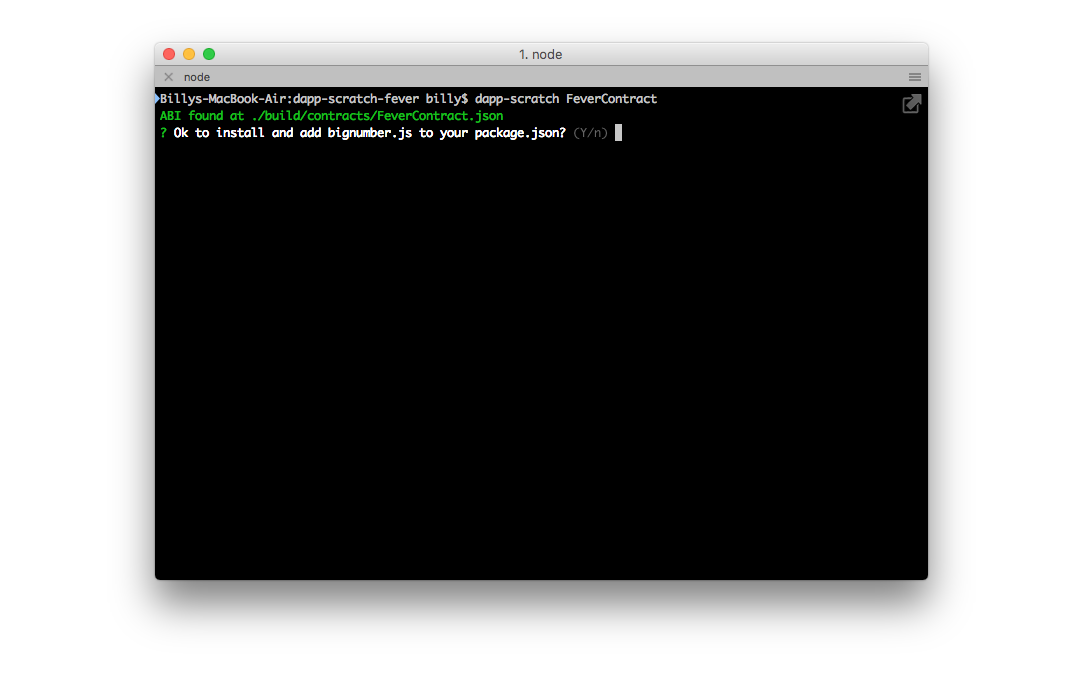 1. node
node
Billys-MacBook-Air:dapp-scratch-fever billy$ dapp-scratch FeverContract
ABI found at ./build/contracts/FeverContract.json
? Ok to install and add bignumber.js to your package.json? (Y/n)